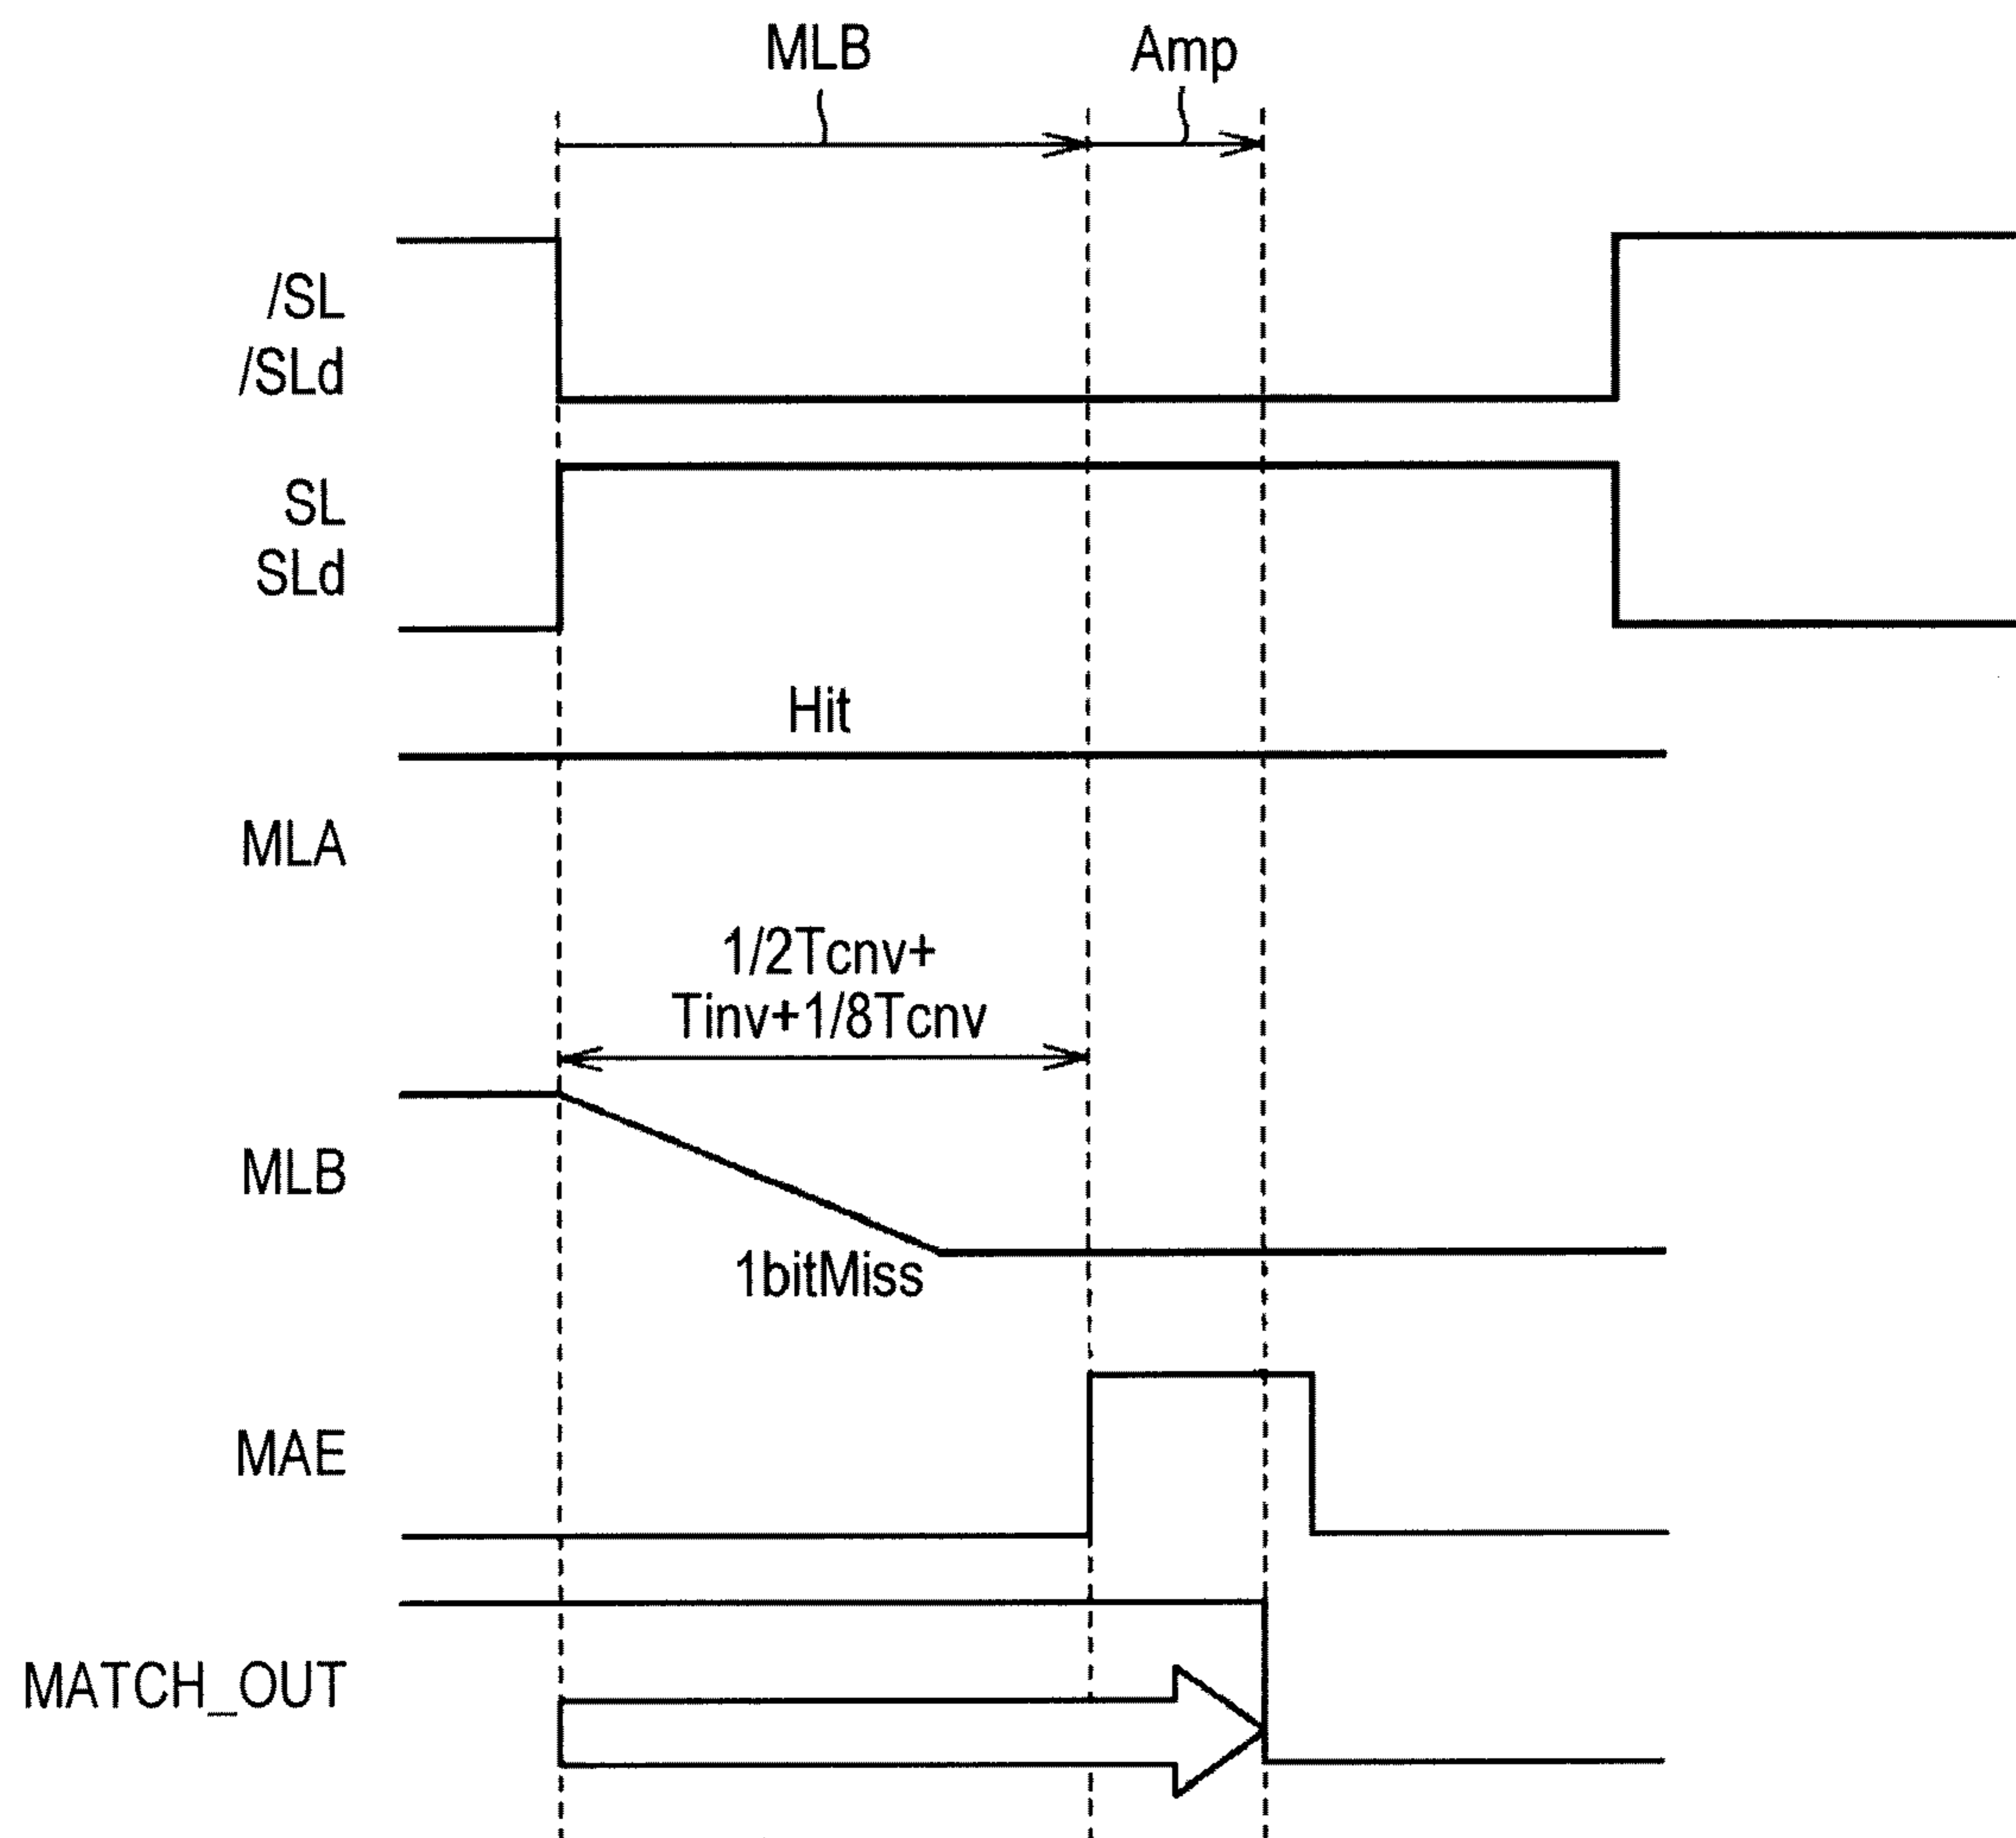 MLB
Amp
/SL
/SLd
SL
SLd
Hit
MLA
1/2Tcnv+
Tinv+1/8Tcnv
MLB
1bitMiss
MAE
MATCH_OUT